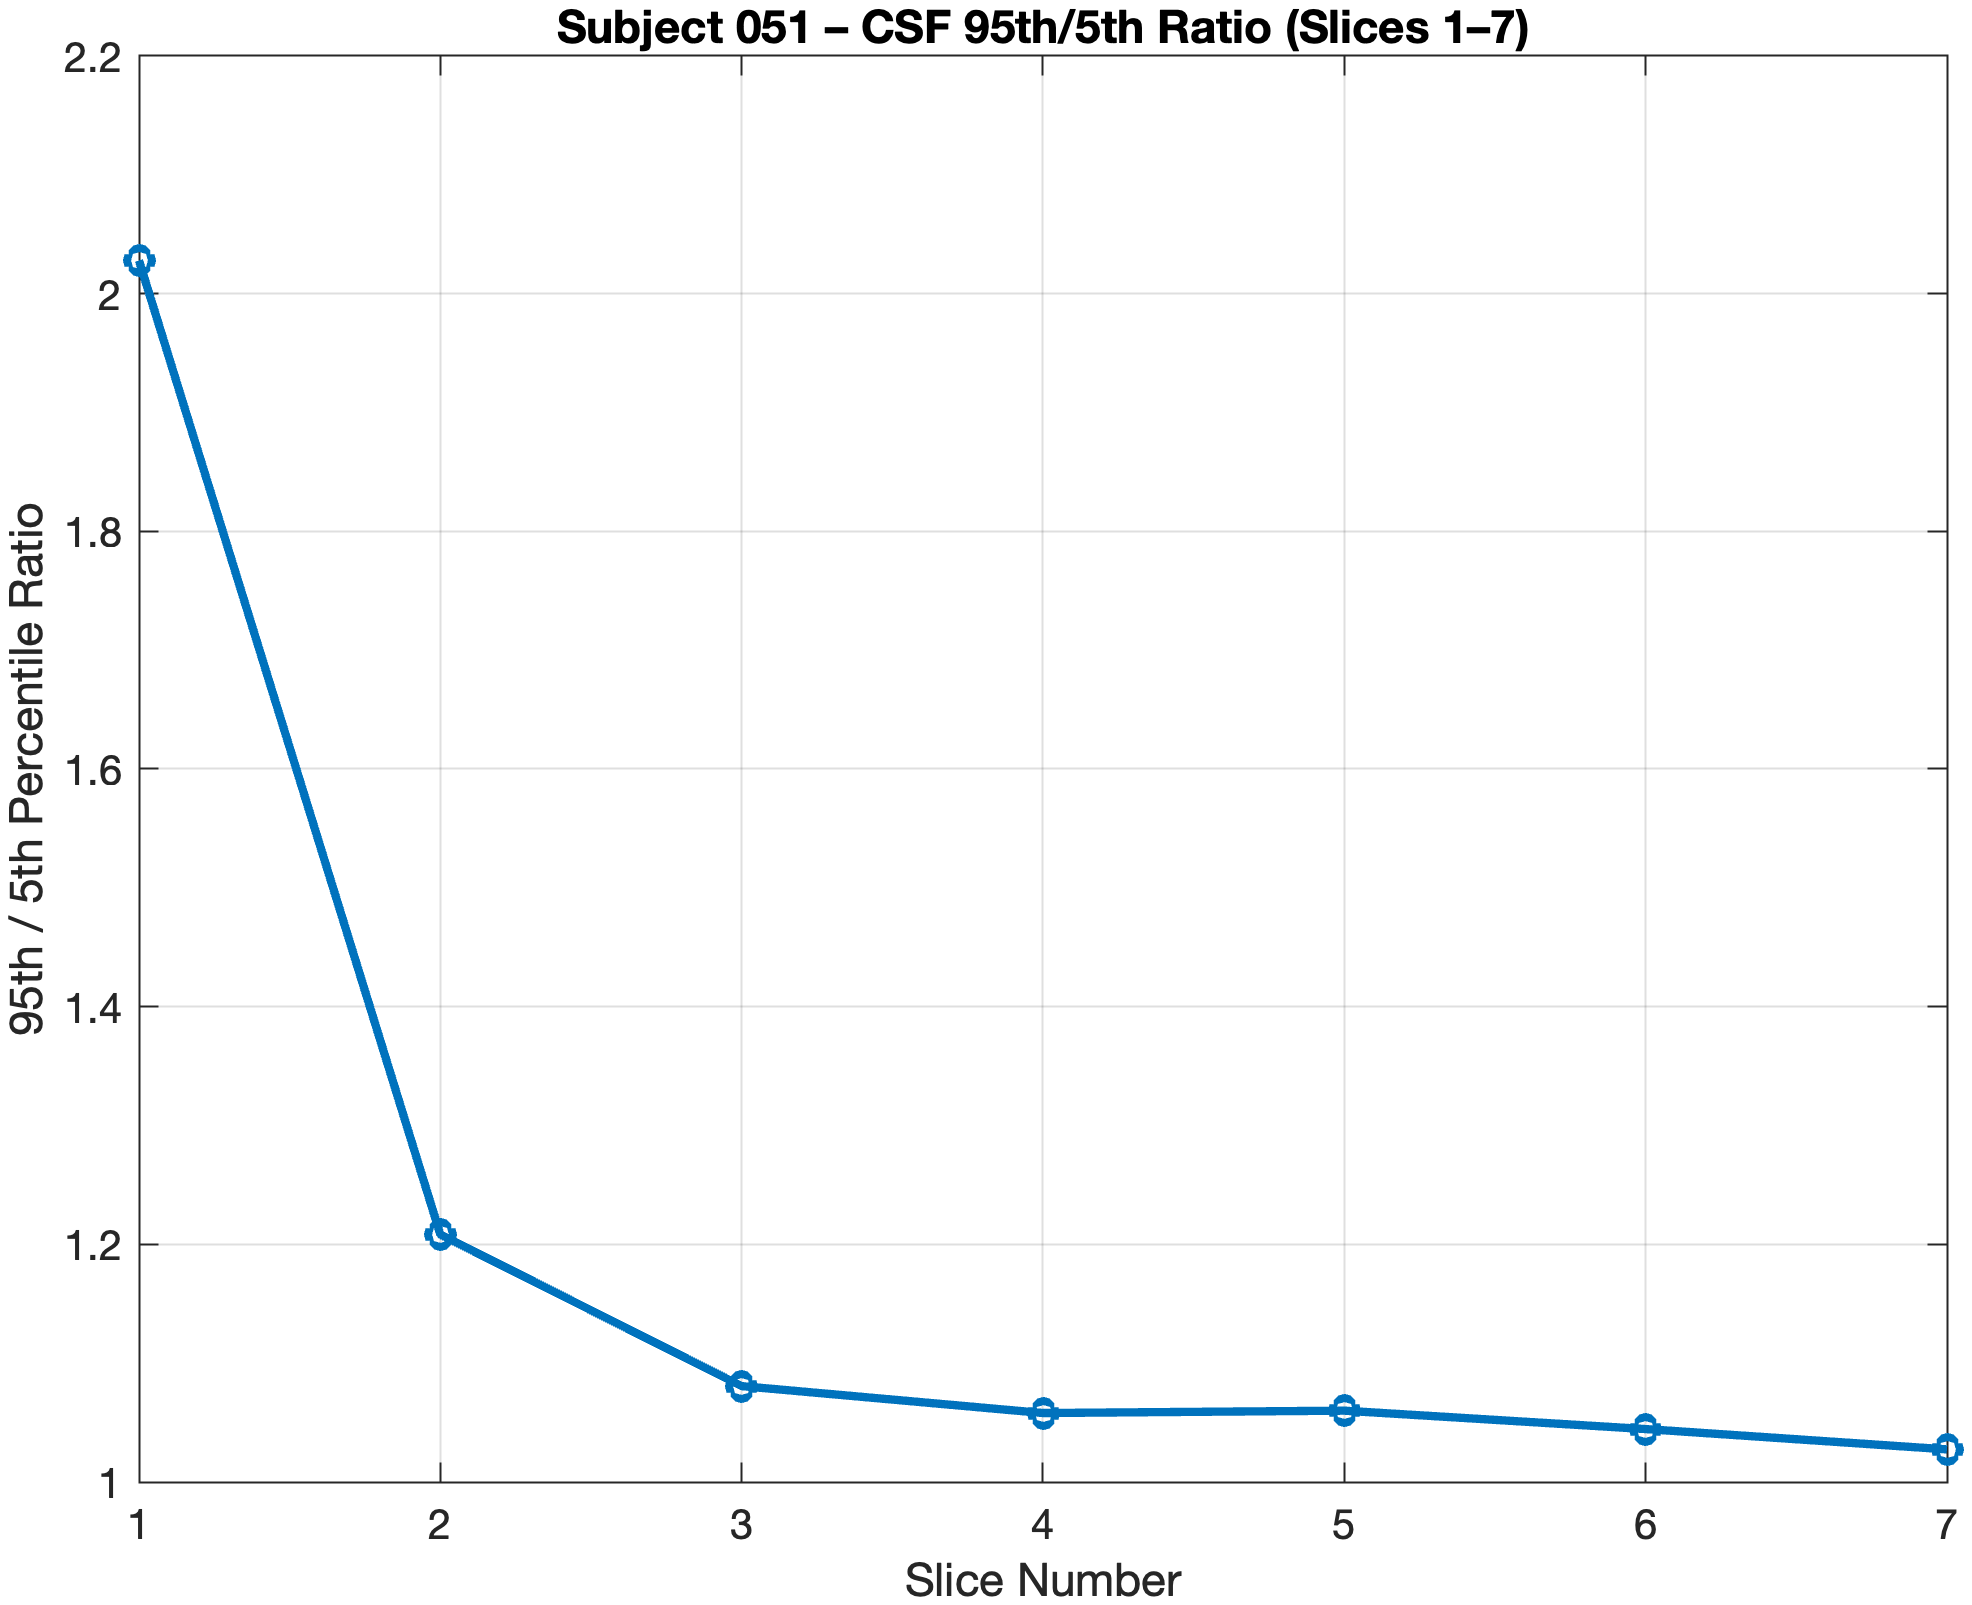 Subject 051 – CSF 95th/5th Ratio (Slices 1–7)
2.2
2
1.8
1.6
1.4
1.2
1
95th / 5th Percentile Ratio
1 2 3 4 5 6 7
Slice Number